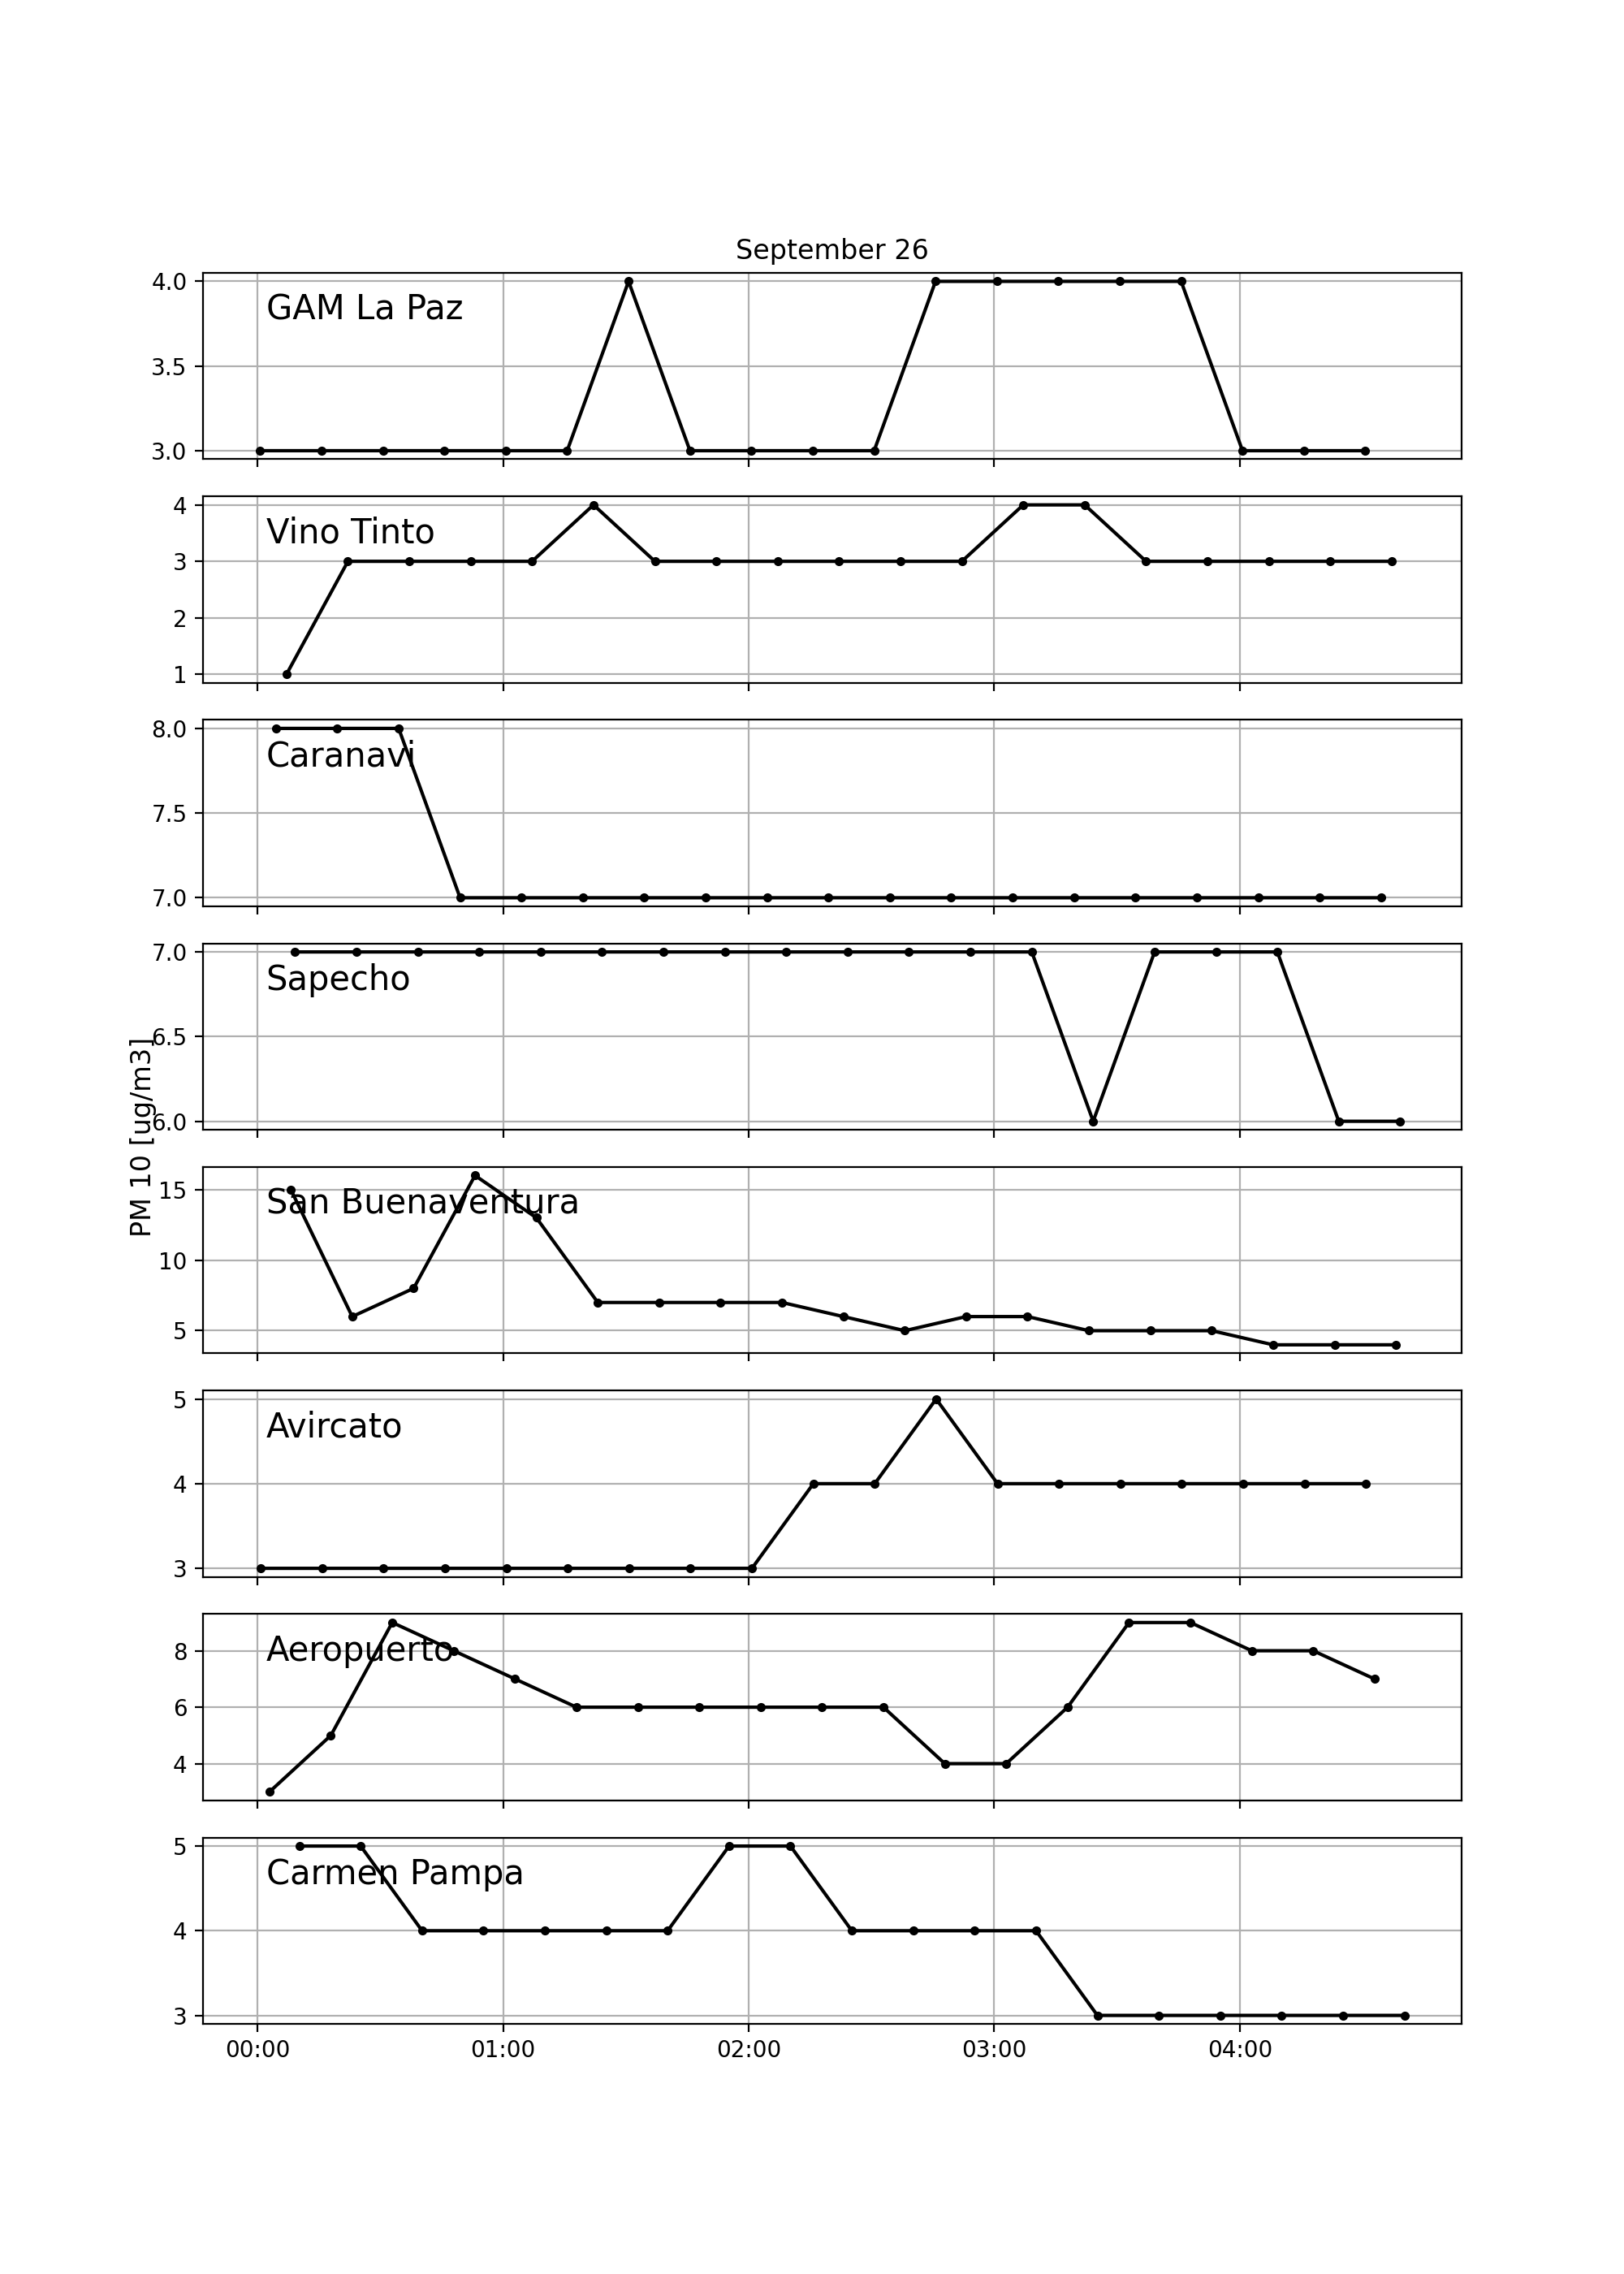 September 26
4.0
GAM La Paz
3.5
3.0
4
Vino Tinto
3
2
1
8.0
Caranavi
7.5
7.0
7.0
Sapecho
6.5
6.0
PM 10 [ug/m3]
15
San Buenaventura
10
5
5
Avircato
4
3
8
Aeropuerto
6
4
5
Carmen Pampa
4
3
00:00 01:00 02:00 03:00 04:00